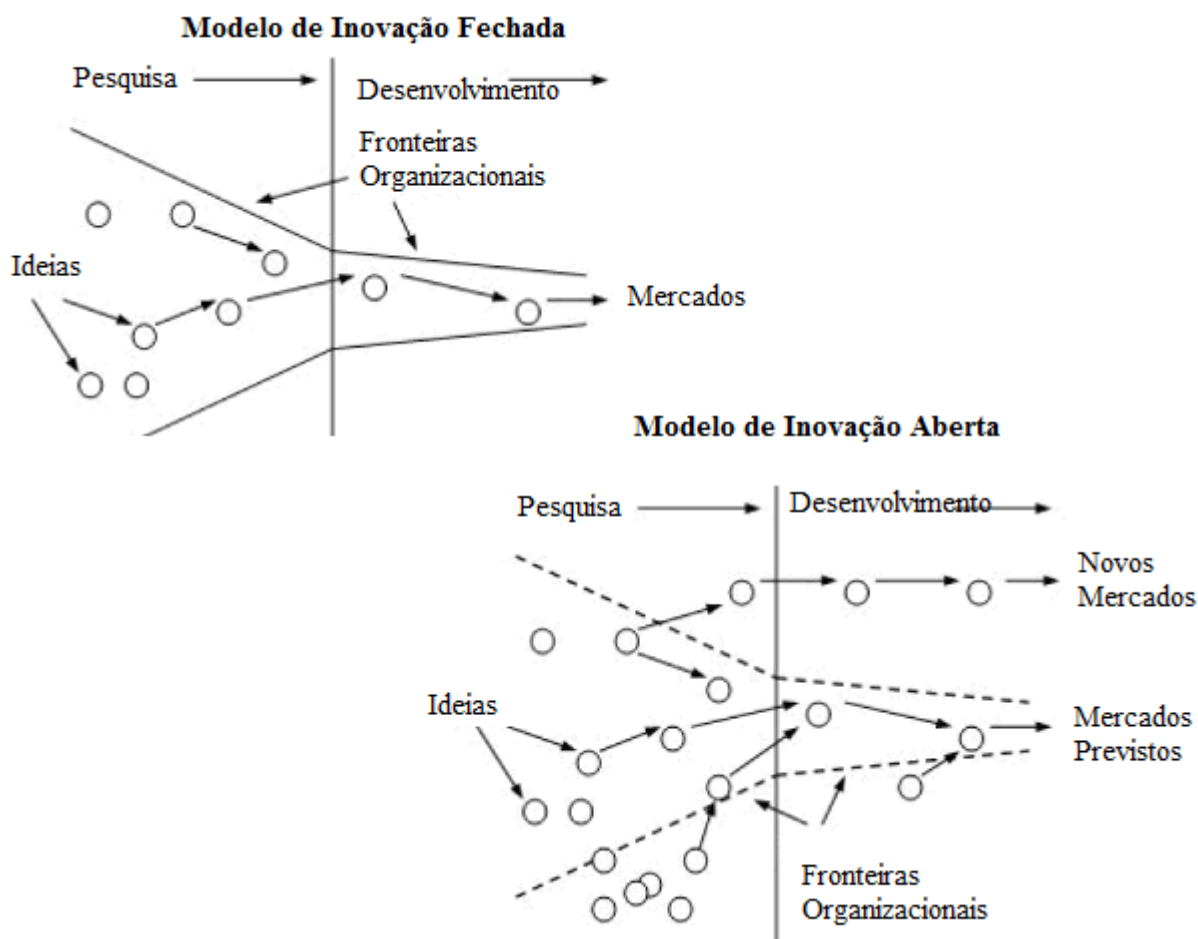 Modelo de Inovação Fechada
Pesquisa
Desenvolvimento
Fronteiras
Organizacionais
Ideias
Mercados
Modelo de Inovação Aberta
Pesquisa
Desenvolvimento
Novos
Mercados
Ideias
Mercados
Previstos
Fronteiras
Organizacionais